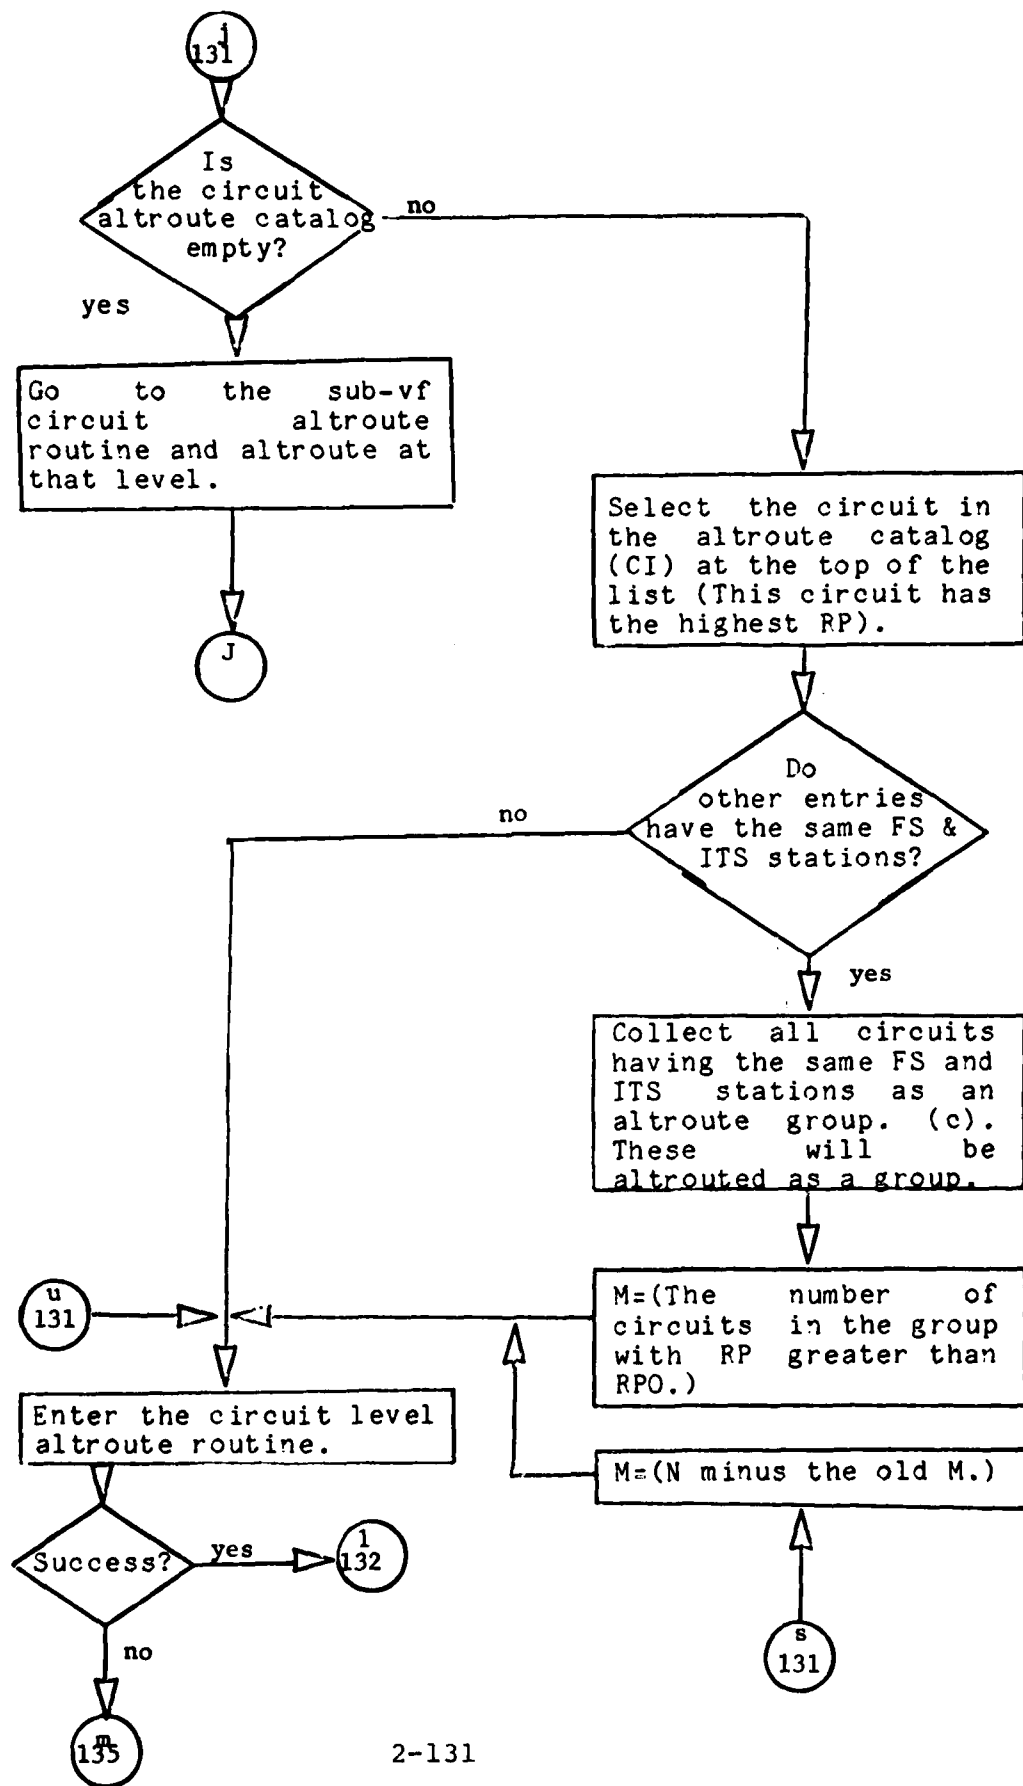 j
131
Is
the circuit
altroute catalog
empty?
no
yes
Go to the sub-vf
circuit altroute
routine and altroute at
that level.
J
Select the circuit in
the altroute catalog
(CI) at the top of the
list (This circuit has
the highest RP).
Do
other entries
have the same FS &
ITS stations?
no
yes
Collect all circuits
having the same FS and
ITS stations as an
altroute group. (c).
These will be
altrouted as a group.
u
131
M=(The number of
circuits in the group
with RP greater than
RPO.)
Enter the circuit level
altroute routine.
M=(N minus the old M.)
Success?
yes
l
132
no
s
131
m
135
2-131